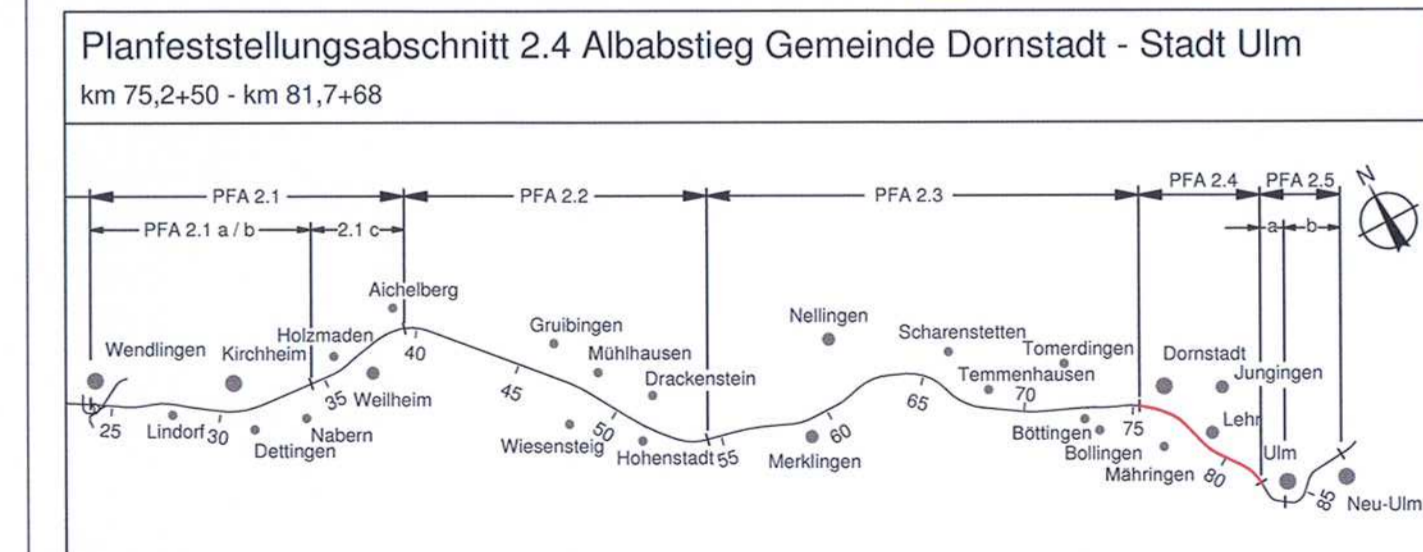 Planfeststellungsabschnitt 2.4 Albabstieg Gemeinde Dornstadt - Stadt Ulm
km 75,2+50 - km 81,7+68
PFA 2.1
PFA 2.2
PFA 2.3
PFA 2.4
PFA 2.5
N
PFA 2.1 a / b
2.1 c
a
b
Aichelberg
Wendlingen
Kirchheim
Holzmaden
40
Gruibingen
Mühlhausen
Drackenstein
Nellingen
Scharenstetten
Tomerdingen
Temmenhausen
Dornstadt
Jungingen
25
Lindorf
30
Dettingen
Nabern
35
Weilheim
45
Wiesensteig
50
Hohenstadt
55
Merklingen
60
65
70
Böttingen
Bollingen
75
Mähringen
80
Lehr
Ulm
85
Neu-Ulm